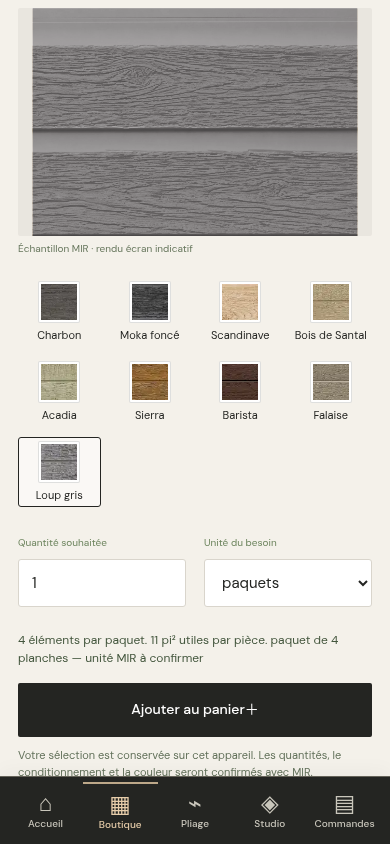 Échantillon MIR · rendu écran indicatif
Charbon
Moka foncé
Scandinave
Bois de Santal
Acadia
Sierra
Barista
Falaise
Loup gris
Quantité souhaitée
Unité du besoin
1
paquets
4 éléments par paquet. 11 pi² utiles par pièce. paquet de 4
planches — unité MIR à confirmer
Ajouter au panier+
Votre sélection est conservée sur cet appareil. Les quantités, le
conditionnement et la couleur seront confirmés avec MIR.
Accueil
Boutique
Pliage
Studio
Commandes